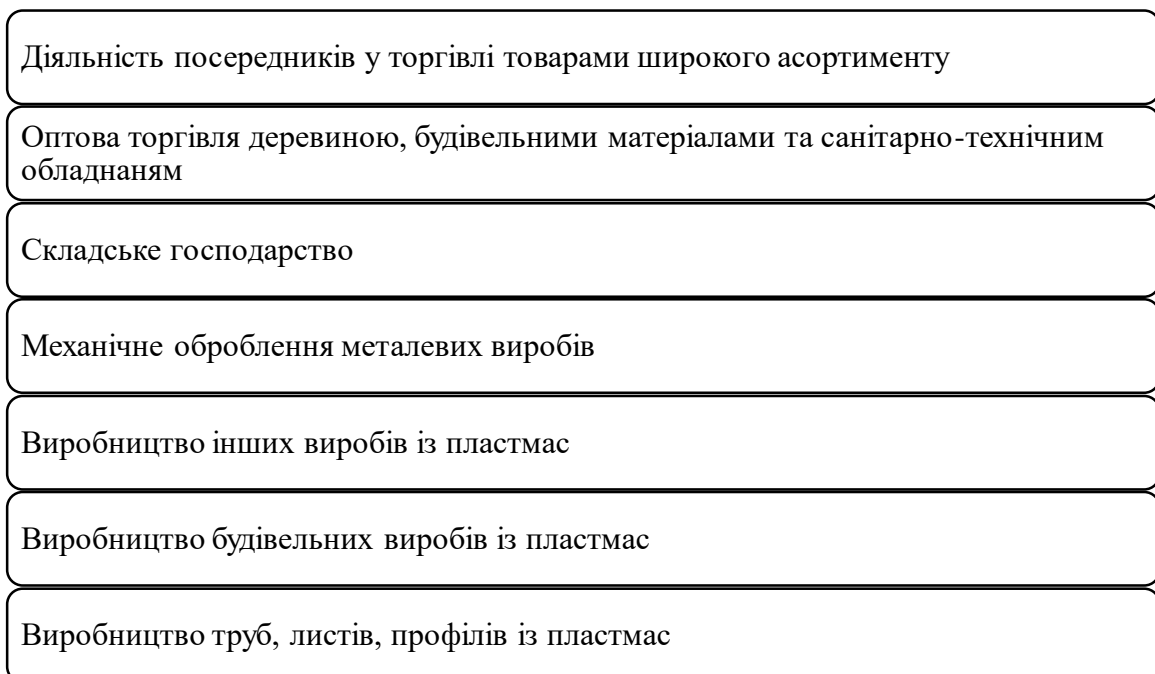 Діяльність посередників у торгівлі товарами широкого асортименту
Оптова торгівля деревиною, будівельними матеріалами та санітарно-технічним
обладнаям
Складське господарство
Механічне оброблення металевих виробів
Виробництво інших виробів із пластмас
Виробництво будівельних виробів із пластмас
Виробництво труб, листів, профілів із пластмас